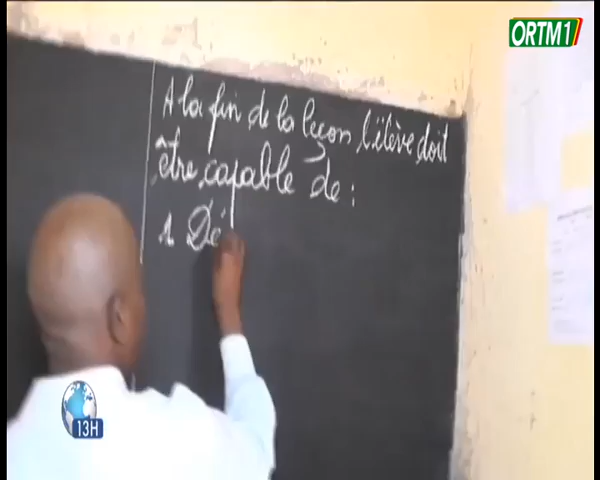 ORTM1
A la fin de la leçon, l'élève doit
être capable de :
1 Dé
13H